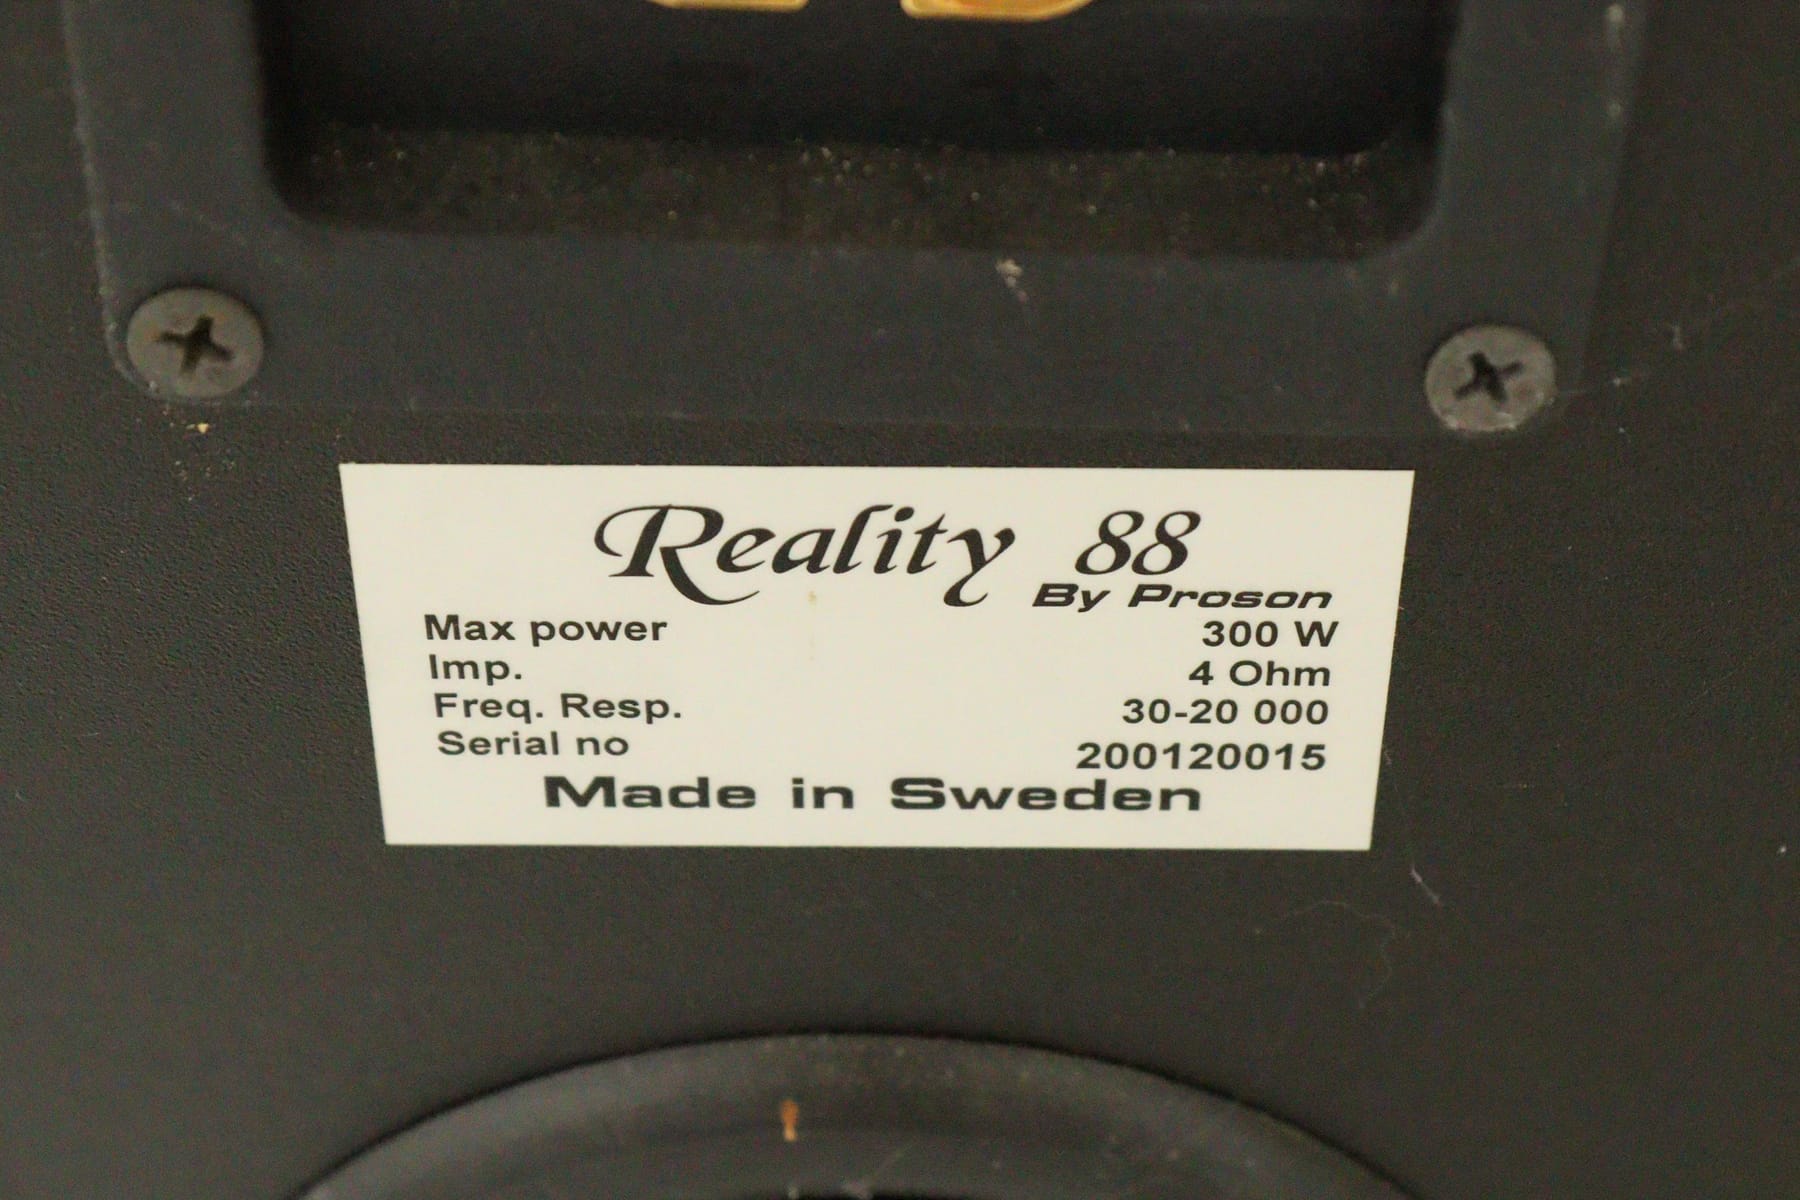 Reality 88
By Proson
Max power 300 W
Imp. 4 Ohm
Freq. Resp. 30-20 000
Serial no 200120015
Made in Sweden